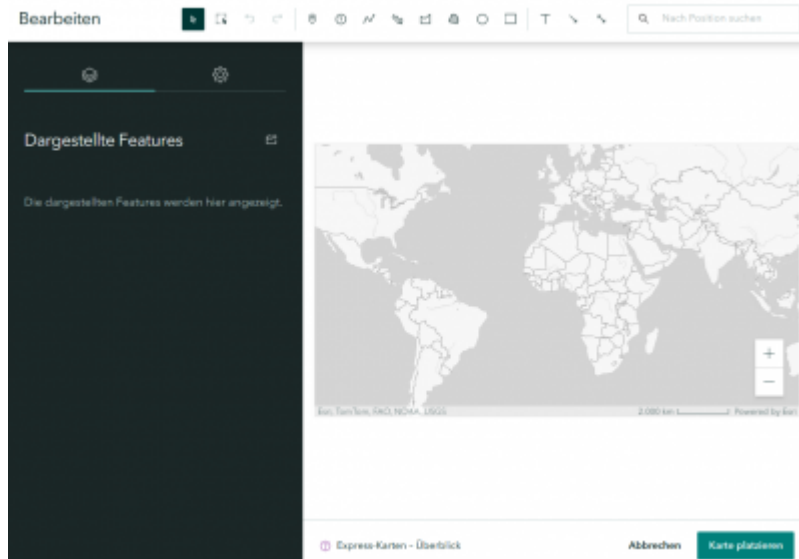 Bearbeiten
Nach Position suchen
Dargestellte Features
Die dargestellten Features werden hier angezeigt.
Esri, TomTom, FAO, NOAA, USGS
2.000 km
Powered by Esri
Express-Karten – Überblick
Abbrechen
Karte platzieren